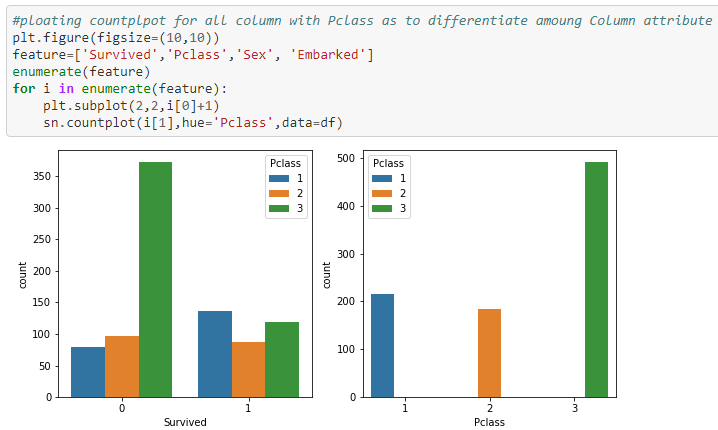 #ploating countplpot for all column with Pclass as to differentiate amoung Column attribute
plt.figure(figsize=(10,10))
feature=['Survived','Pclass','Sex', 'Embarked']
enumerate(feature)
for i in enumerate(feature):
    plt.subplot(2,2,i[0]+1)
    sn.countplot(i[1],hue='Pclass',data=df)
Pclass
1
2
3
350
300
250
200
150
100
50
0
count
0 1
Survived
Pclass
1
2
3
500
400
300
200
100
0
count
1 2 3
Pclass